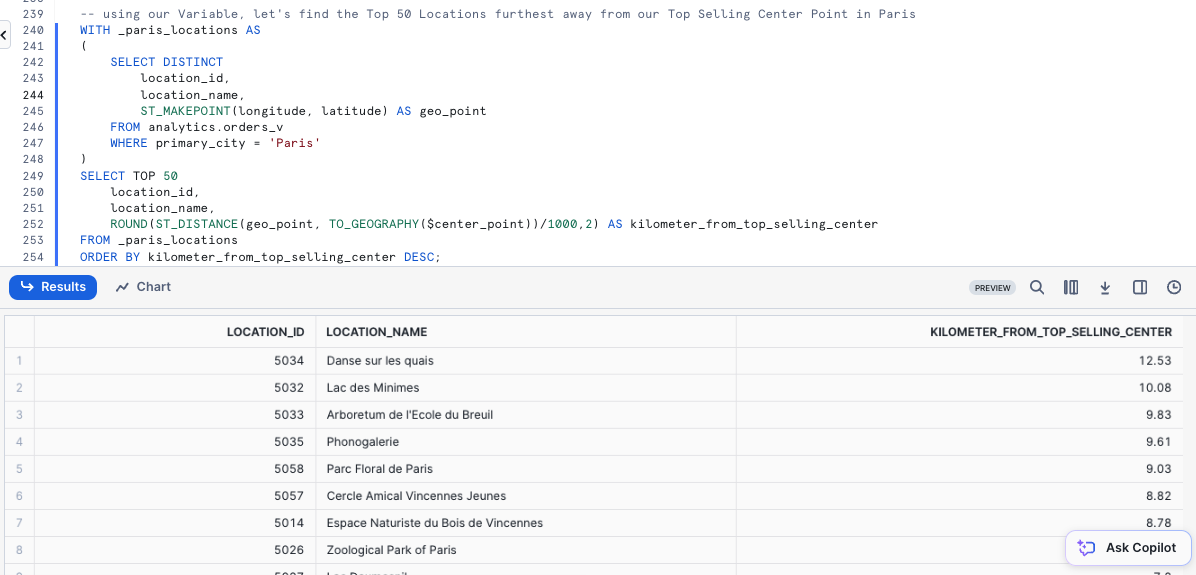 239 -- using our Variable, let's find the Top 50 Locations furthest away from our Top Selling Center Point in Paris
240 WITH _paris_locations AS
241 (
242 SELECT DISTINCT
243 location_id,
244 location_name,
245 ST_MAKEPOINT(longitude, latitude) AS geo_point
246 FROM analytics.orders_v
247 WHERE primary_city = 'Paris'
248 )
249 SELECT TOP 50
250 location_id,
251 location_name,
252 ROUND(ST_DISTANCE(geo_point, TO_GEOGRAPHY($center_point))/1000,2) AS kilometer_from_top_selling_center
253 FROM _paris_locations
254 ORDER BY kilometer_from_top_selling_center DESC;
Results Chart PREVIEW
LOCATION_ID LOCATION_NAME KILOMETER_FROM_TOP_SELLING_CENTER
1 5034 Danse sur les quais 12.53
2 5032 Lac des Minimes 10.08
3 5033 Arboretum de l'Ecole du Breuil 9.83
4 5035 Phonogalerie 9.61
5 5058 Parc Floral de Paris 9.03
6 5057 Cercle Amical Vincennes Jeunes 8.82
7 5014 Espace Naturiste du Bois de Vincennes 8.78
8 5026 Zoological Park of Paris
Ask Copilot